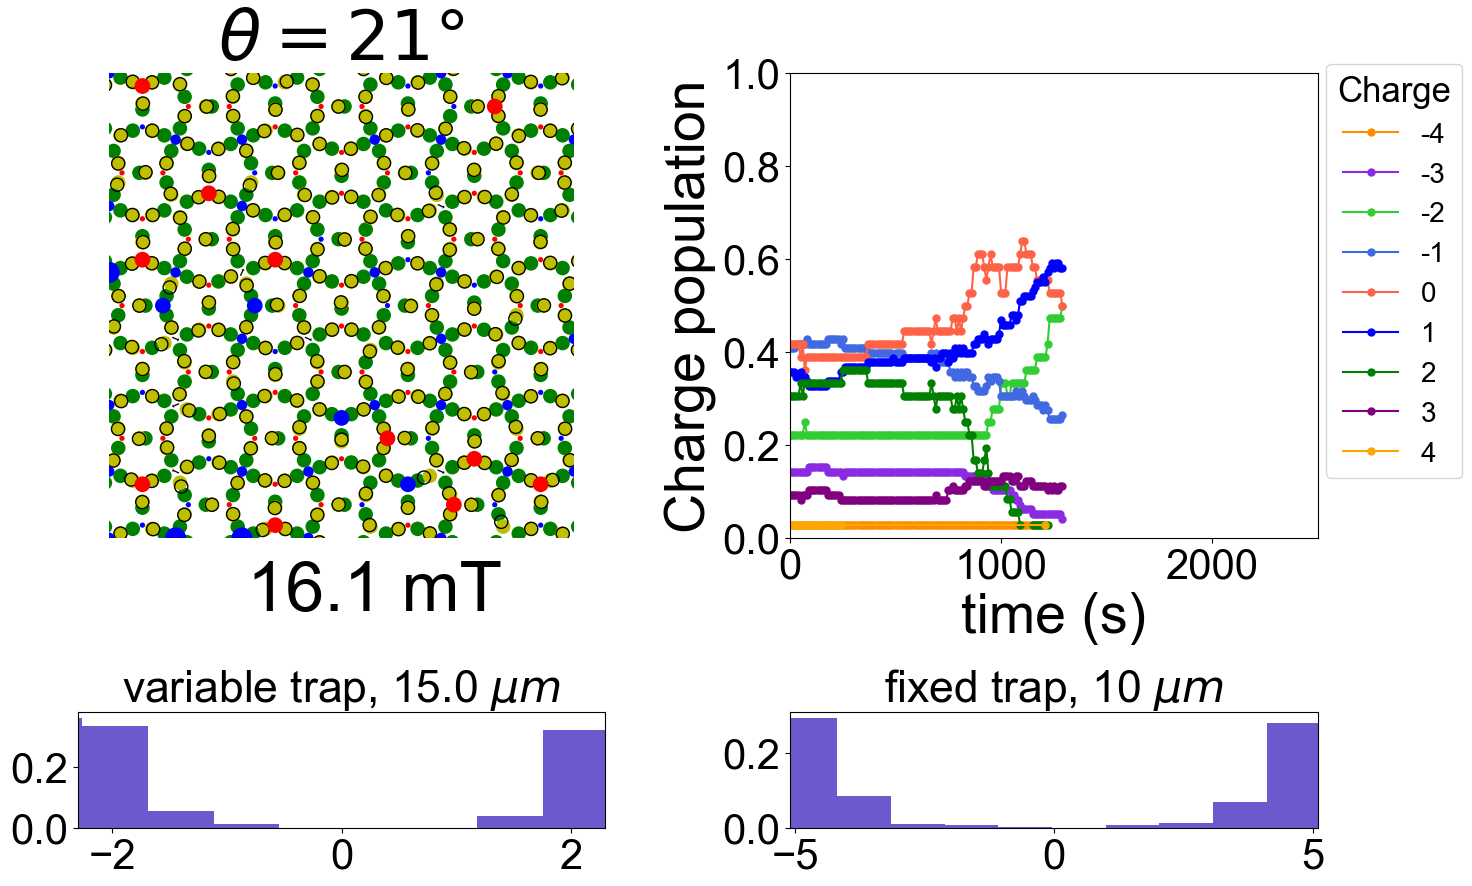 θ = 21°
16.1 mT
Charge population
1.0
0.8
0.6
0.4
0.2
0.0
0 1000 2000
time (s)
Charge
-4
-3
-2
-1
0
1
2
3
4
variable trap, 15.0 μm
0.2
0.0
−2 0 2
fixed trap, 10 μm
0.2
0.0
−5 0 5